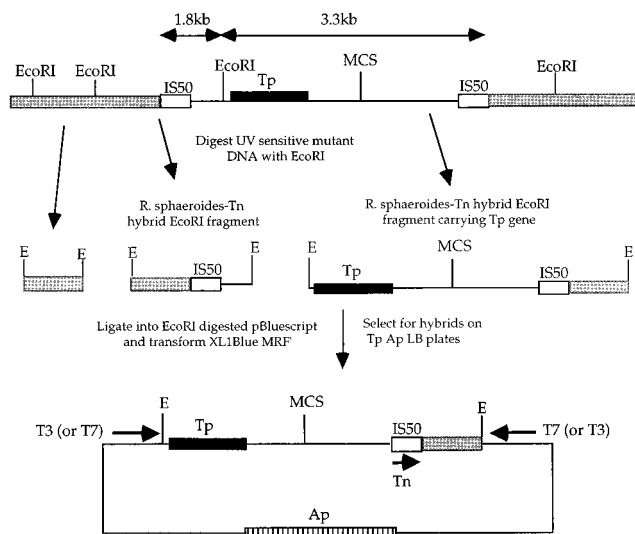 1.8kb 3.3kb
EcoRI EcoRI IS50 EcoRI Tp MCS IS50 EcoRI
Digest UV sensitive mutant
DNA with EcoRI
R. sphaeroides-Tn
hybrid EcoRI fragment
R. sphaeroides-Tn hybrid EcoRI
fragment carrying Tp gene
E E E IS50 E E Tp MCS IS50 E
Ligate into EcoRI digested pBluescript
and transform XL1Blue MRF'
Select for hybrids on
Tp Ap LB plates
T3 (or T7) E Tp MCS IS50 E T7 (or T3)
Tn
Ap